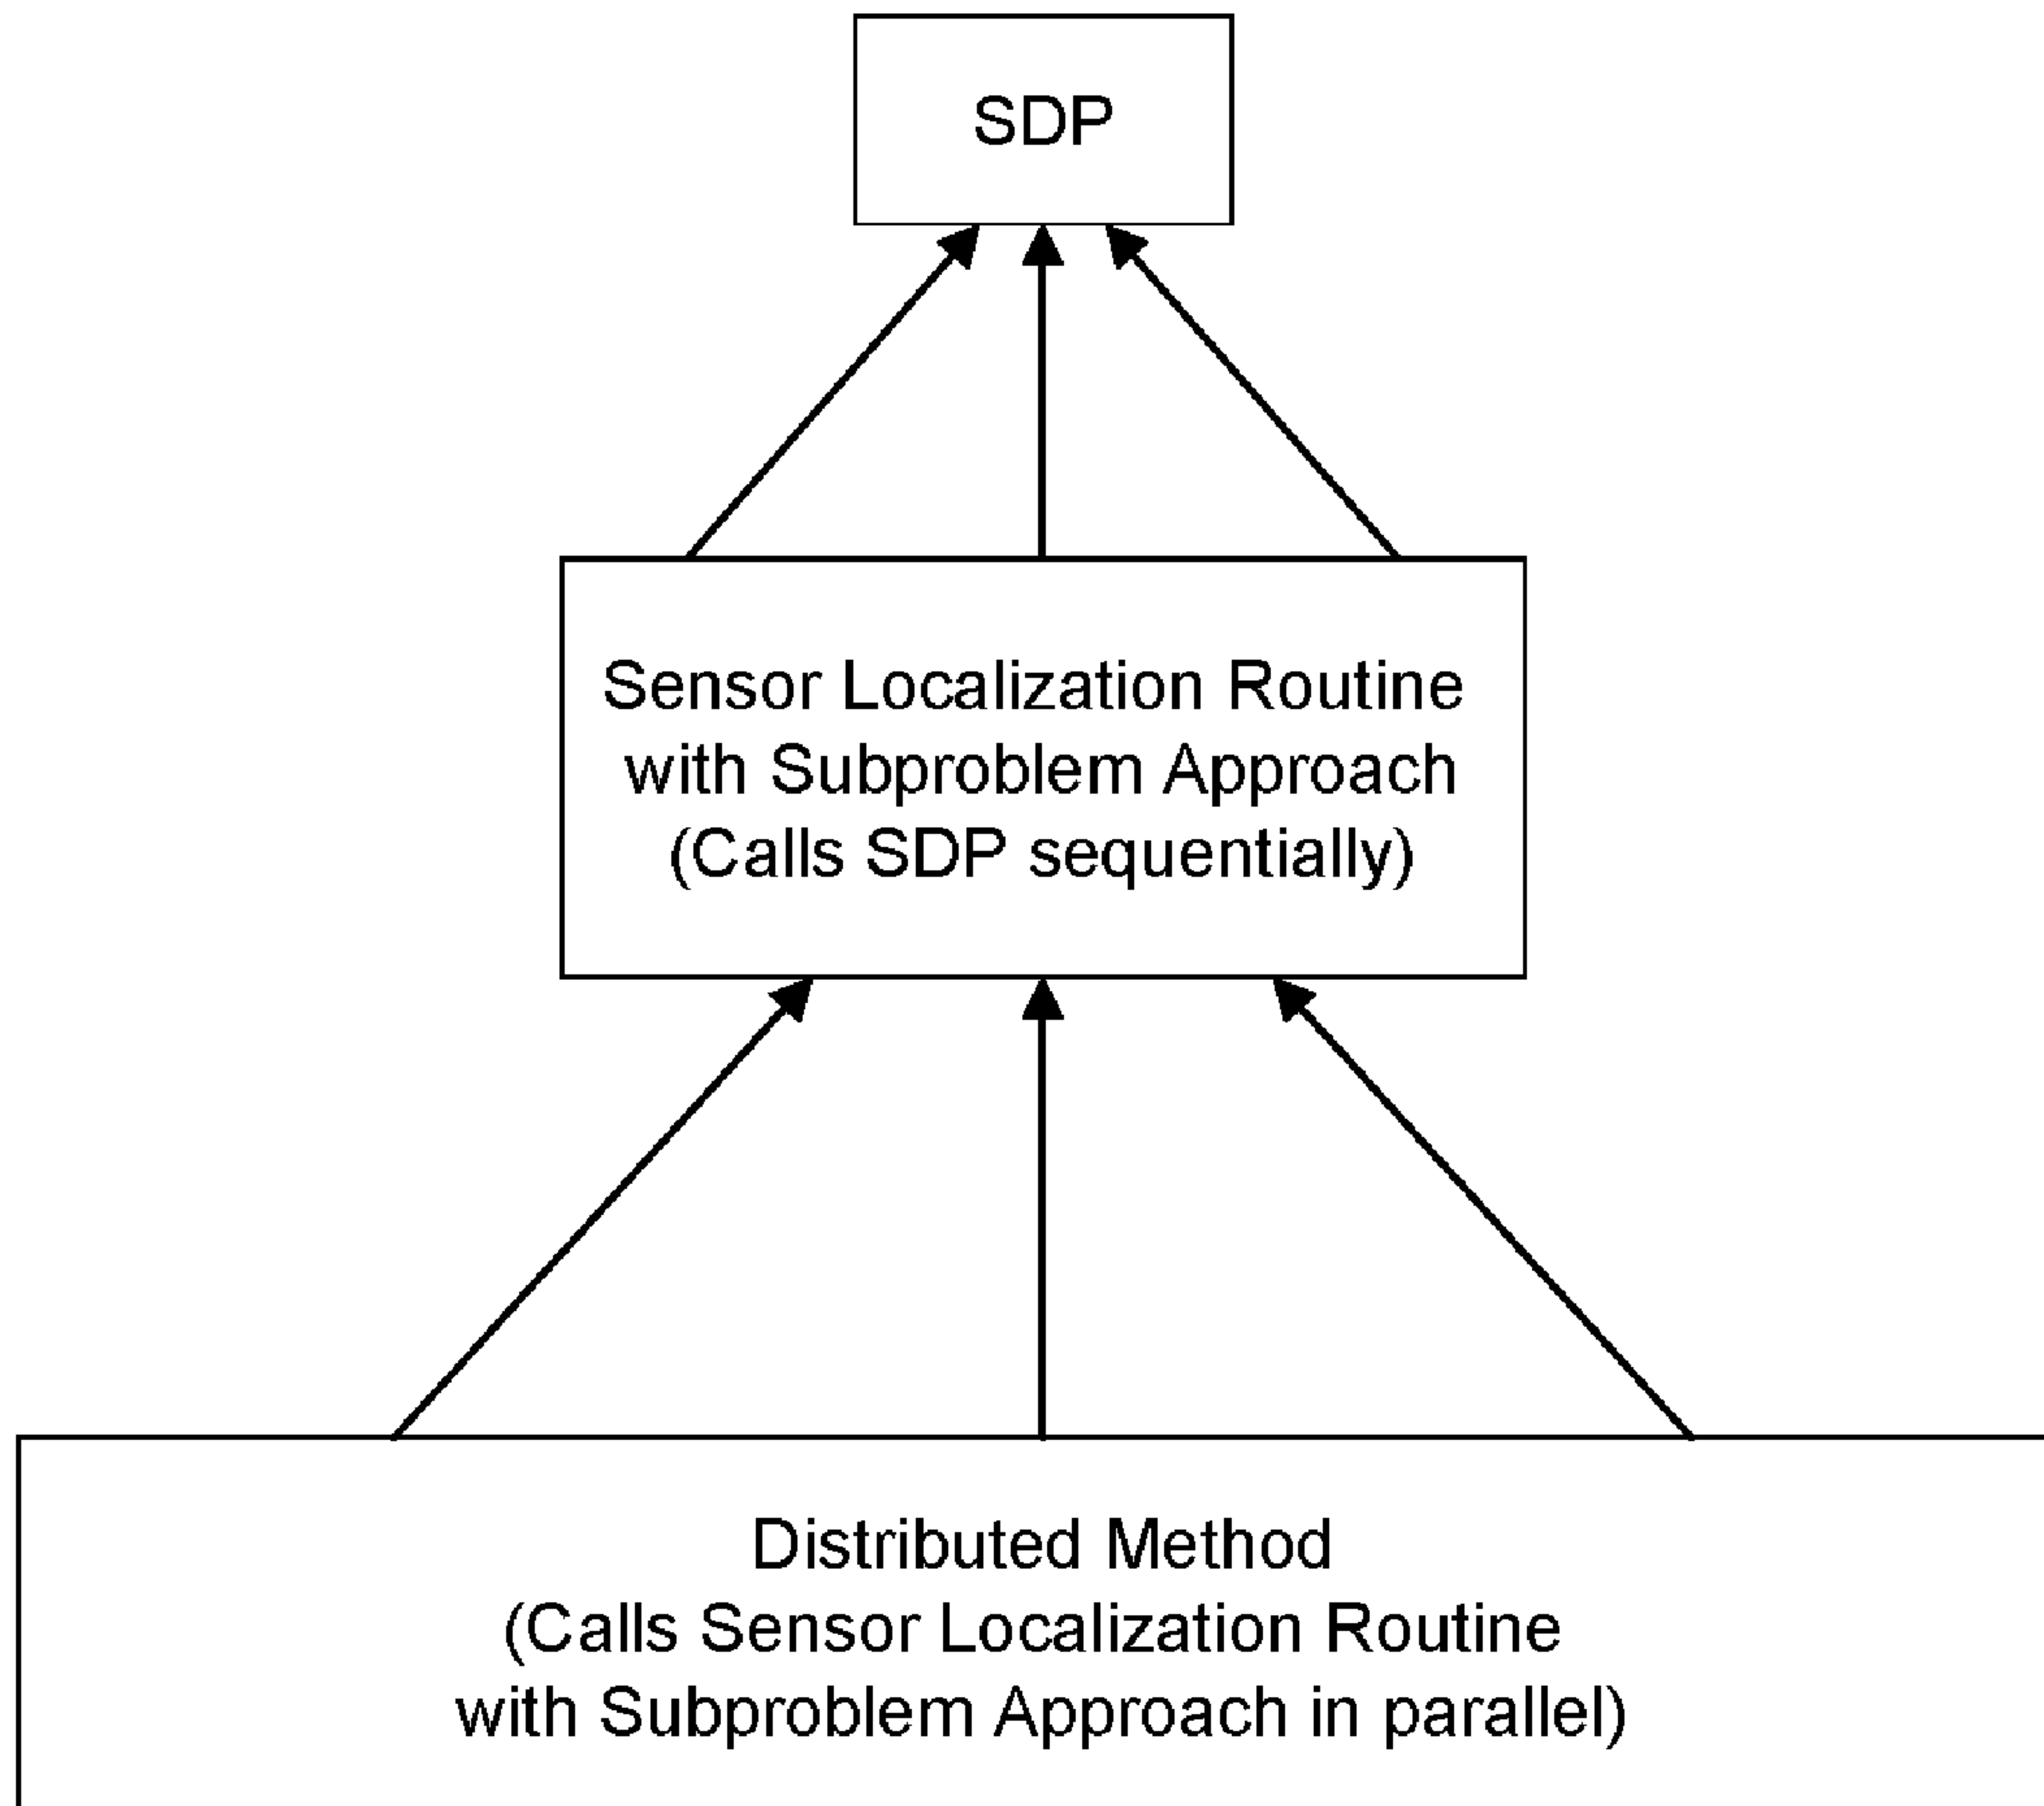 SDP
Sensor Localization Routine
with Subproblem Approach
(Calls SDP sequentially)
Distributed Method
(Calls Sensor Localization Routine
with Subproblem Approach in parallel)